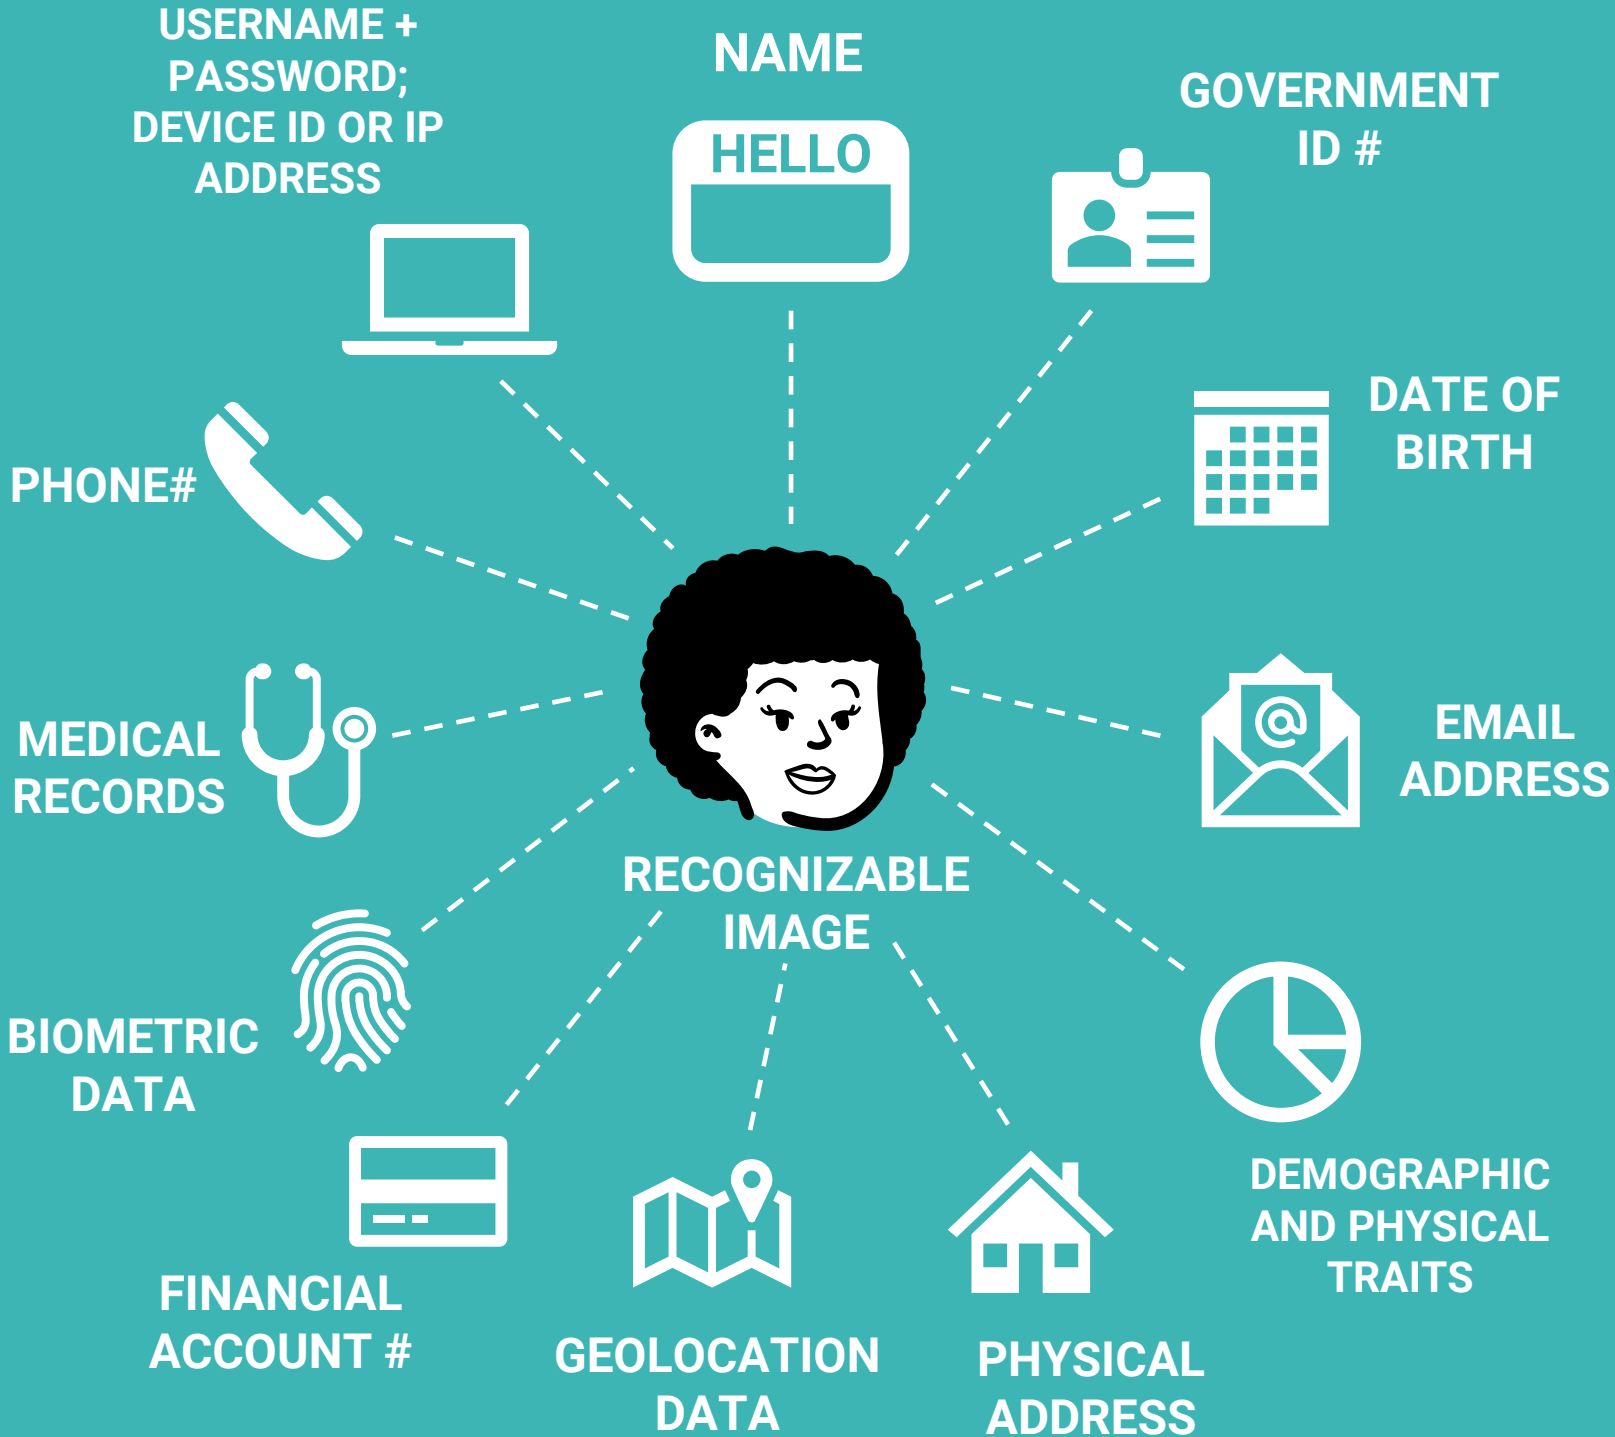 USERNAME +
PASSWORD;
DEVICE ID OR IP
ADDRESS
NAME
HELLO
GOVERNMENT
ID #
DATE OF
BIRTH
PHONE#
EMAIL
ADDRESS
MEDICAL
RECORDS
@
RECOGNIZABLE
IMAGE
BIOMETRIC
DATA
DEMOGRAPHIC
AND PHYSICAL
TRAITS
FINANCIAL
ACCOUNT #
GEOLOCATION
DATA
PHYSICAL
ADDRESS